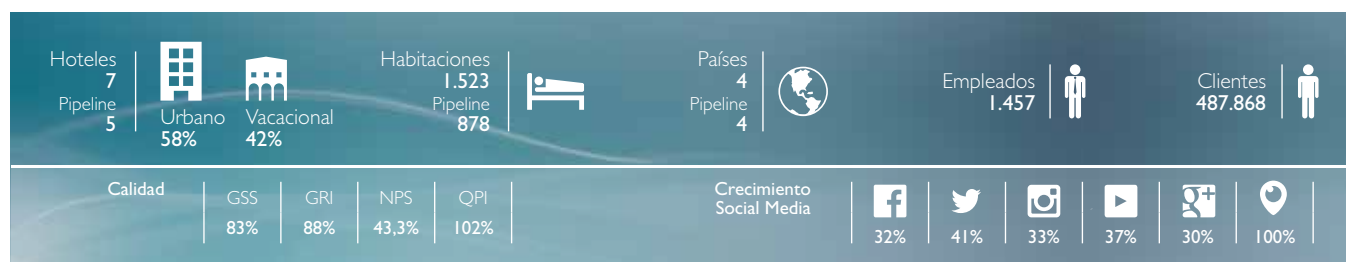 Hoteles
7
Pipeline
5
Urbano
58%
Vacacional
42%
Habitaciones
1.523
Pipeline
878
Países
4
Pipeline
4
Empleados
1.457
Clientes
487.868
Calidad
GSS
83%
GRI
88%
NPS
43,3%
QPI
102%
Crecimiento
Social Media
32%
41%
33%
37%
30%
100%